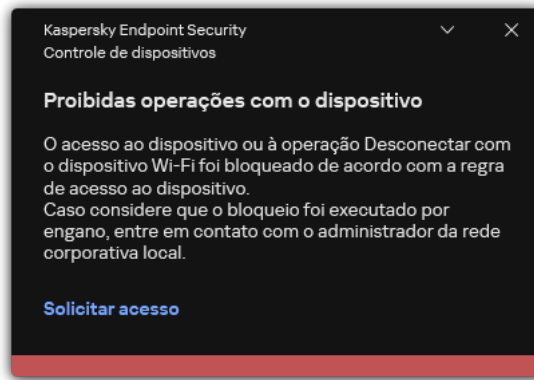 Kaspersky Endpoint Security
Controle de dispositivos
Proibidas operações com o dispositivo
O acesso ao dispositivo ou à operação Desconectar com
o dispositivo Wi-Fi foi bloqueado de acordo com a regra
de acesso ao dispositivo.
Caso considere que o bloqueio foi executado por
engano, entre em contato com o administrador da rede
corporativa local.
Solicitar acesso